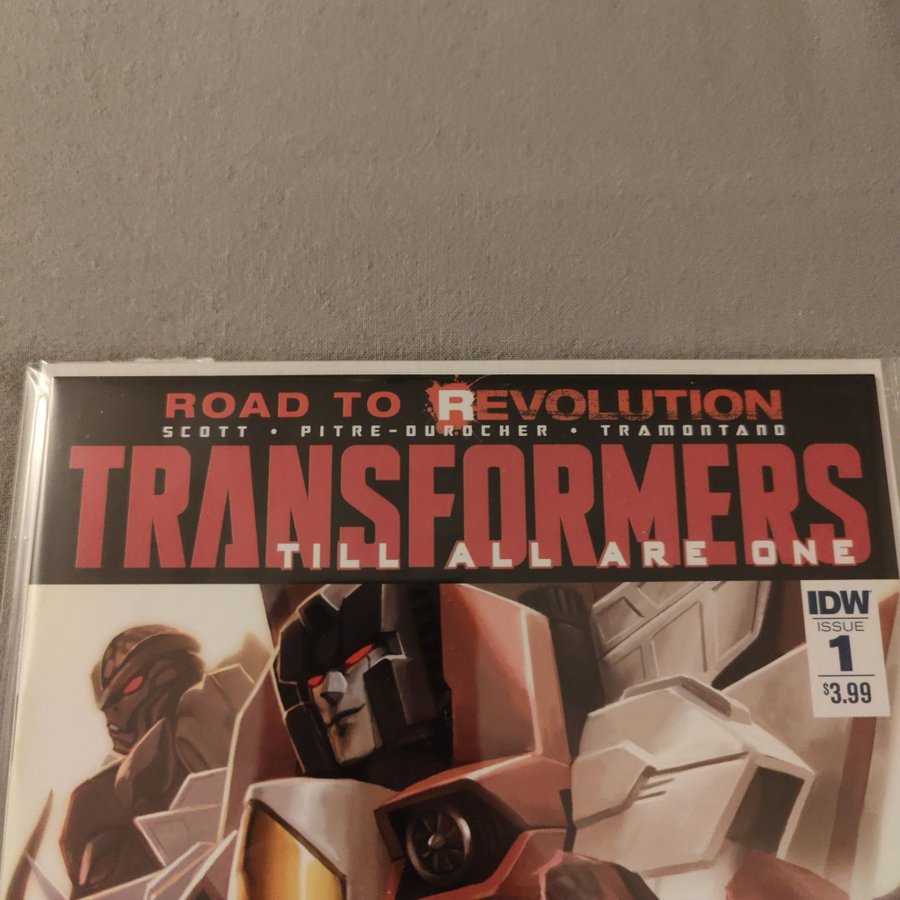 ROAD TO REVOLUTION
SCOTT • PITRE-DUROCHER • TRAMONTANO
TRANSFORMERS
TILL ALL ARE ONE
IDW
ISSUE
1
$3.99